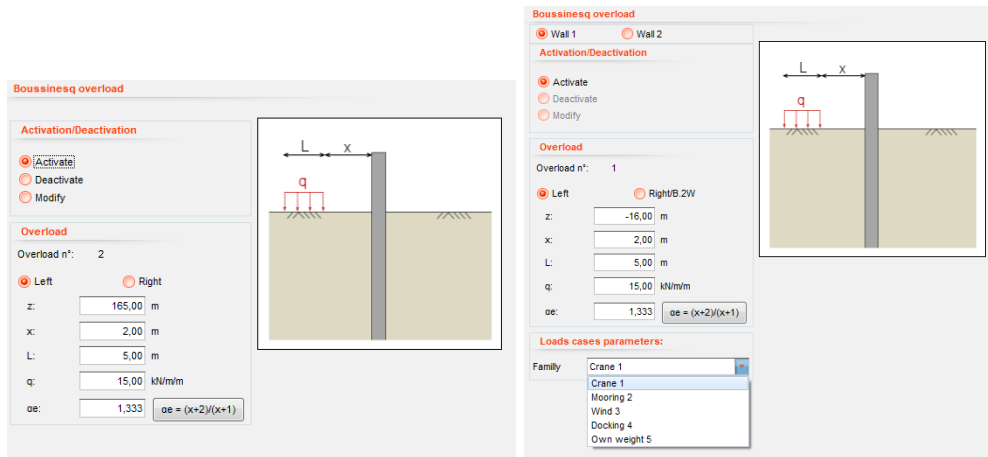 Boussinesq overload
Activation/Deactivation
Activate
Deactivate
Modify
Overload
Overload n°: 2
Left Right
z: 165,00 m
x: 2,00 m
L: 5,00 m
q: 15,00 kN/m/m
αe: 1,333 αe = (x+2)/(x+1)
L x
q
Boussinesq overload
Wall 1 Wall 2
Activation/Deactivation
Activate
Deactivate
Modify
Overload
Overload n°: 1
Left Right/B.2W
z: -16,00 m
x: 2,00 m
L: 5,00 m
q: 15,00 kN/m/m
αe: 1,333 αe = (x+2)/(x+1)
Loads cases parameters:
Family Crane 1
Crane 1
Mooring 2
Wind 3
Docking 4
Own weight 5
L x
q